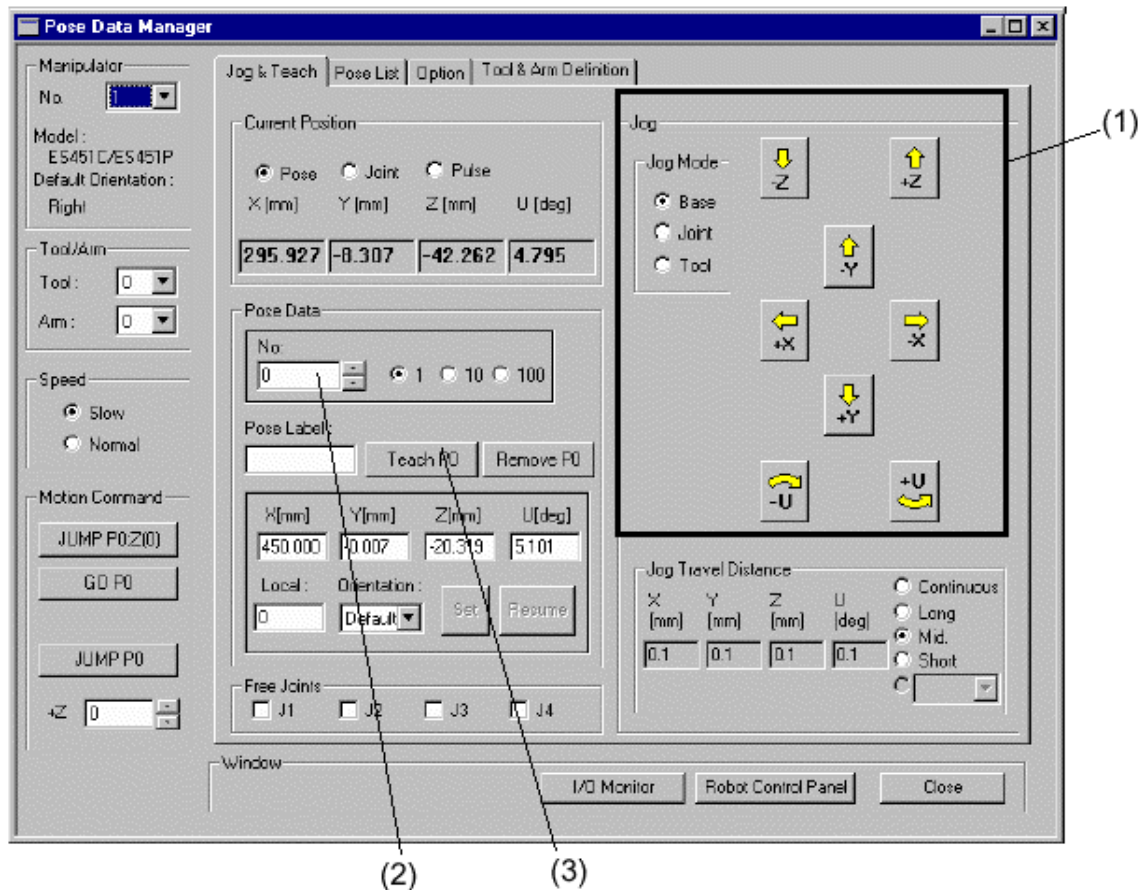 Pose Data Manager
Manipulator
No. 1
Model :
ES451C/ES451P
Default Orientation :
Right
Tool/Arm
Tool : 0
Arm : 0
Speed
Slow
Normal
Motion Command
JUMP P0:Z(0)
GO P0
JUMP P0
+Z 0
Jog & Teach Pose List Option Tool & Arm Definition
Current Position
Pose Joint Pulse
X [mm] Y [mm] Z [mm] U [deg]
295.927 -8.307 -42.262 4.795
Pose Data
No:
0 1 10 100
Pose Label :
Teach P0 Remove P0
X[mm] Y[mm] Z[mm] U[deg]
450.000 -0.007 -20.319 5.101
Local : Orientation :
0 Default Set Resume
Free Joints
J1 J2 J3 J4
Jog
Jog Mode
Base
Joint
Tool
-Z +Z
-Y
+X -X
+Y
-U +U
(1)
Jog Travel Distance
X Y Z U
[mm] [mm] [mm] [deg]
0.1 0.1 0.1 0.1
Continuous
Long
Mid.
Short
Window
I/O Monitor Robot Control Panel Close
(2) (3)